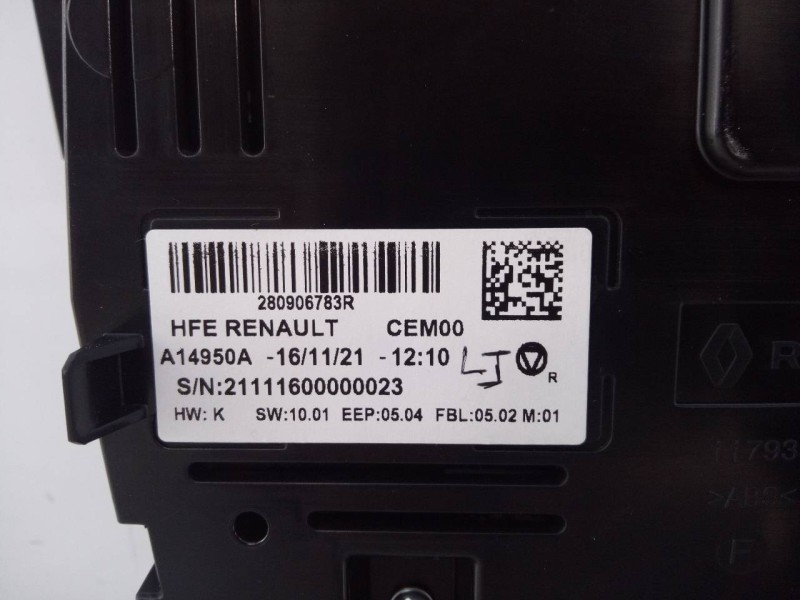 280906783R
HFE RENAULT CEM00
A14950A -16/11/21 -12:10 LJ
R
S/N:21111600000023
HW: K SW:10.01 EEP:05.04 FBL:05.02 M:01
F